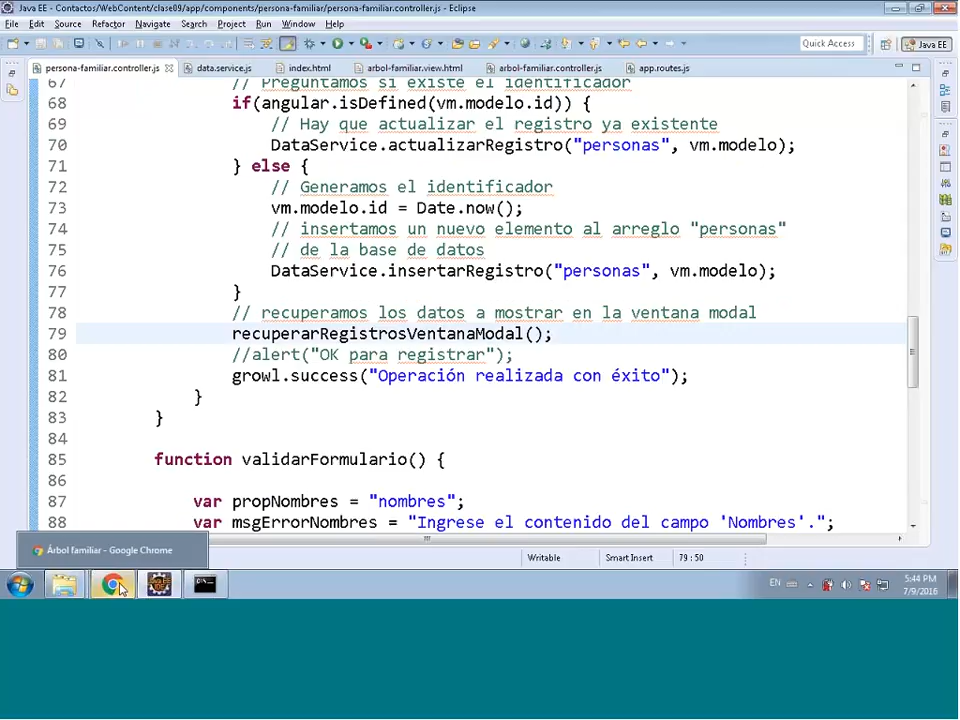 Java EE - Contactos/WebContent/clase09/app/components/persona-familiar/persona-familiar.controller.js - Eclipse
File Edit Source Refactor Navigate Search Project Run Window Help
Quick Access
Java EE
persona-familiar.controller.js data.service.js index.html arbol-familiar.view.html arbol-familiar.controller.js app.routes.js
67 // Preguntamos si existe el identificador
68 if(angular.isDefined(vm.modelo.id)) {
69 // Hay que actualizar el registro ya existente
70 DataService.actualizarRegistro("personas", vm.modelo);
71 } else {
72 // Generamos el identificador
73 vm.modelo.id = Date.now();
74 // insertamos un nuevo elemento al arreglo "personas"
75 // de la base de datos
76 DataService.insertarRegistro("personas", vm.modelo);
77 }
78 // recuperamos los datos a mostrar en la ventana modal
79 recuperarRegistrosVentanaModal();
80 //alert("OK para registrar");
81 growl.success("Operación realizada con éxito");
82 }
83 }
84
85 function validarFormulario() {
86
87 var propNombres = "nombres";
88 var msgErrorNombres = "Ingrese el contenido del campo 'Nombres'.";
Árbol familiar - Google Chrome
Writable Smart Insert 79 : 50
EN
5:44 PM
7/9/2016